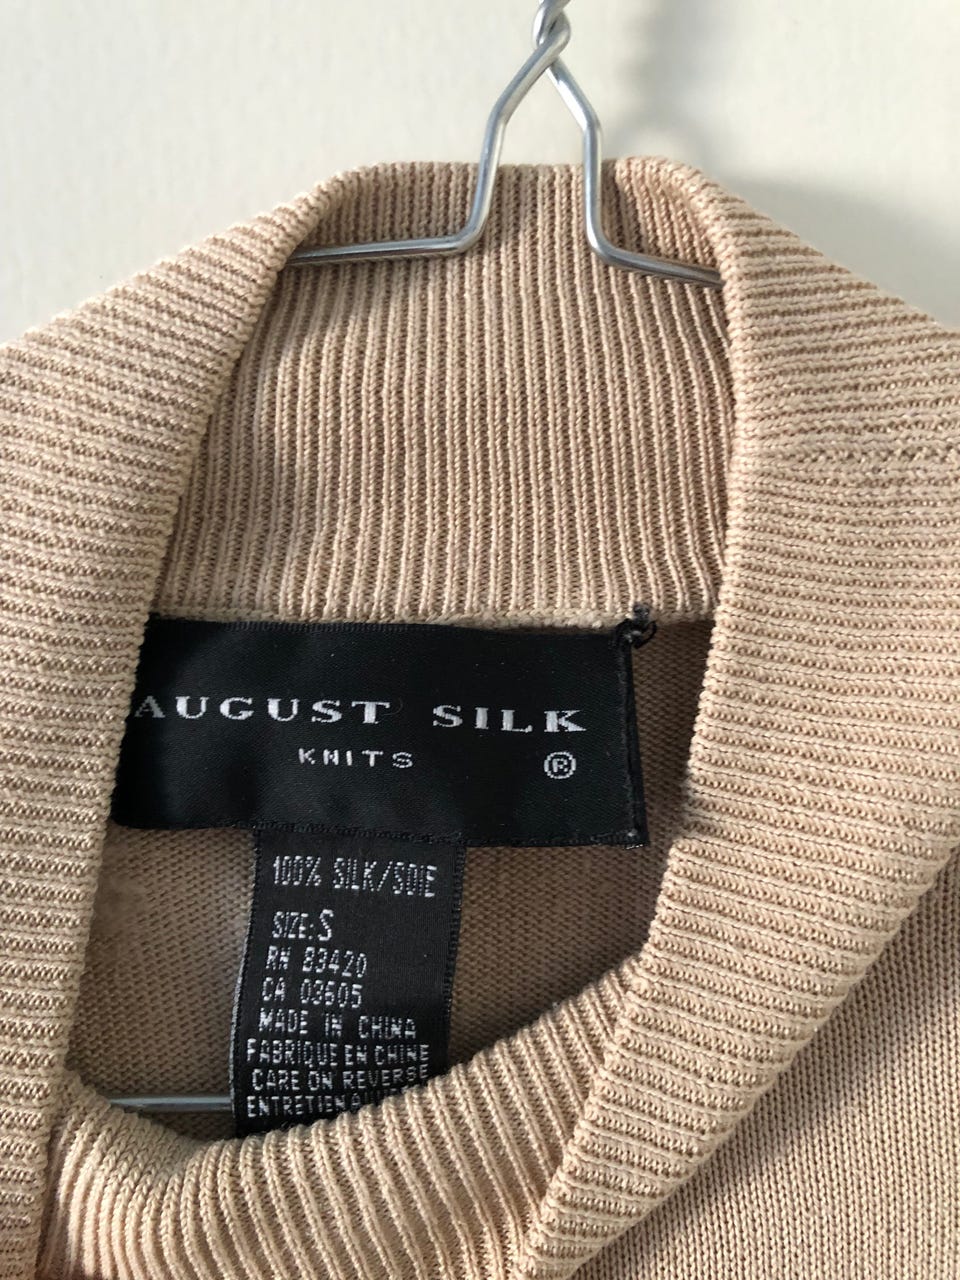 AUGUST SILK
KNITS ®
100% SILK/SOIE
SIZE: S
RN 83420
CA 03605
MADE IN CHINA
FABRIQUE EN CHINE
CARE ON REVERSE
ENTRETIEN